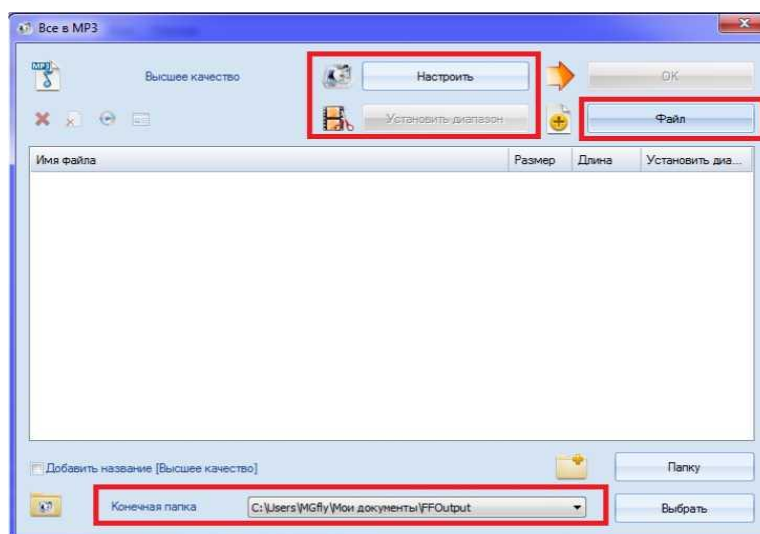 Все в MP3
Высшее качество
Настроить
OK
Установить диапазон
Файл
Имя файла
Размер
Длина
Установить диа...
Добавить название [Высшее качество]
Папку
Конечная папка
C:\Users\MGfly\Мои документы\FFOutput
Выбрать